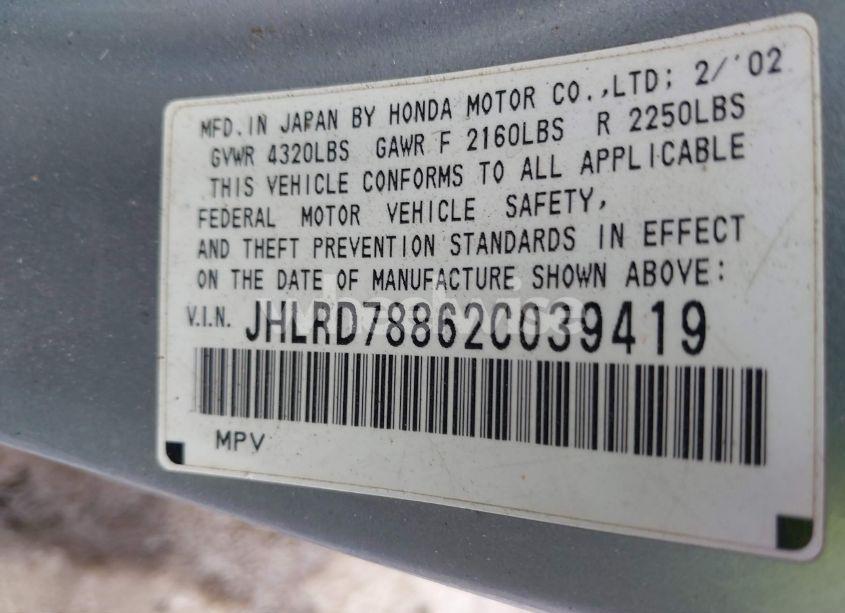 MFD. IN JAPAN BY HONDA MOTOR CO.,LTD; 2/'02
GVWR 4320LBS GAWR F 2160LBS R 2250LBS
THIS VEHICLE CONFORMS TO ALL APPLICABLE
FEDERAL MOTOR VEHICLE SAFETY,
AND THEFT PREVENTION STANDARDS IN EFFECT
ON THE DATE OF MANUFACTURE SHOWN ABOVE:
V.I.N. JHLRD78862C039419
MPV